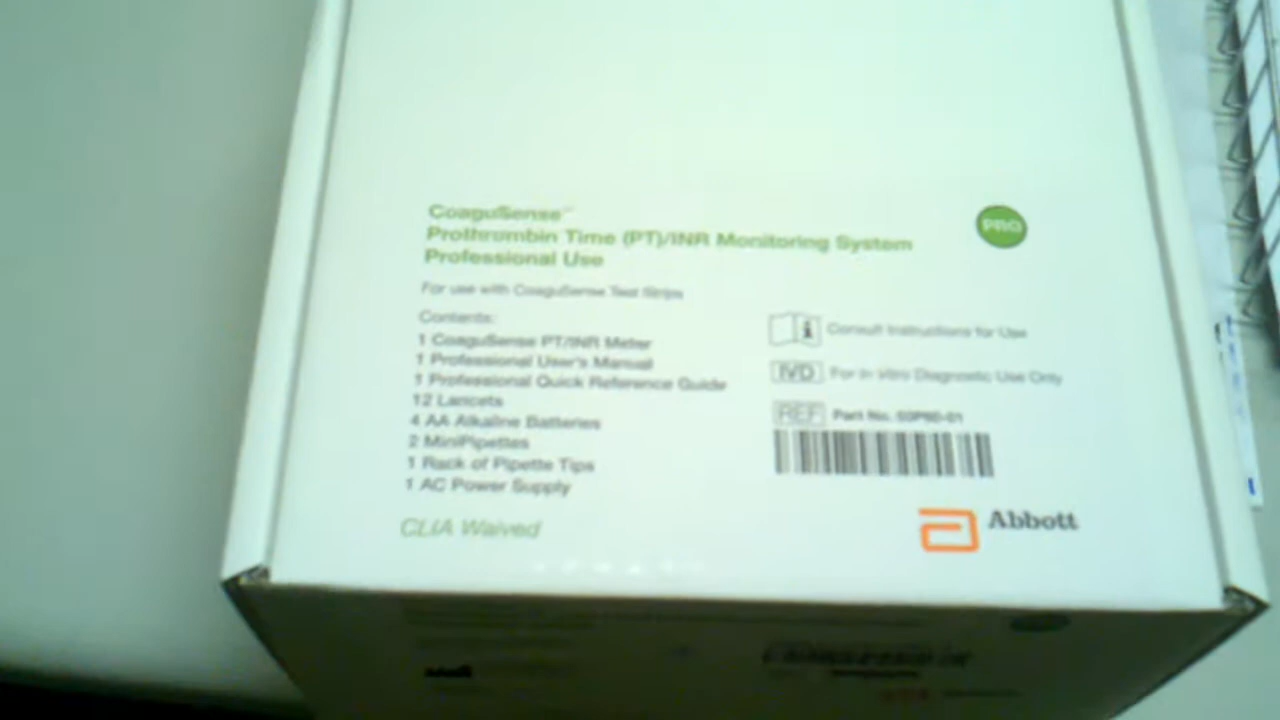 CoaguSense™
Prothrombin Time (PT)/INR Monitoring System
Professional Use
PRO
For use with CoaguSense Test Strips
Contents:
1 CoaguSense PT/INR Meter
1 Professional User's Manual
1 Professional Quick Reference Guide
12 Lancets
4 AA Alkaline Batteries
2 MiniPipettes
1 Rack of Pipette Tips
1 AC Power Supply
CLIA Waived
i Consult Instructions for Use
IVD For In Vitro Diagnostic Use Only
REF Part No.
Abbott